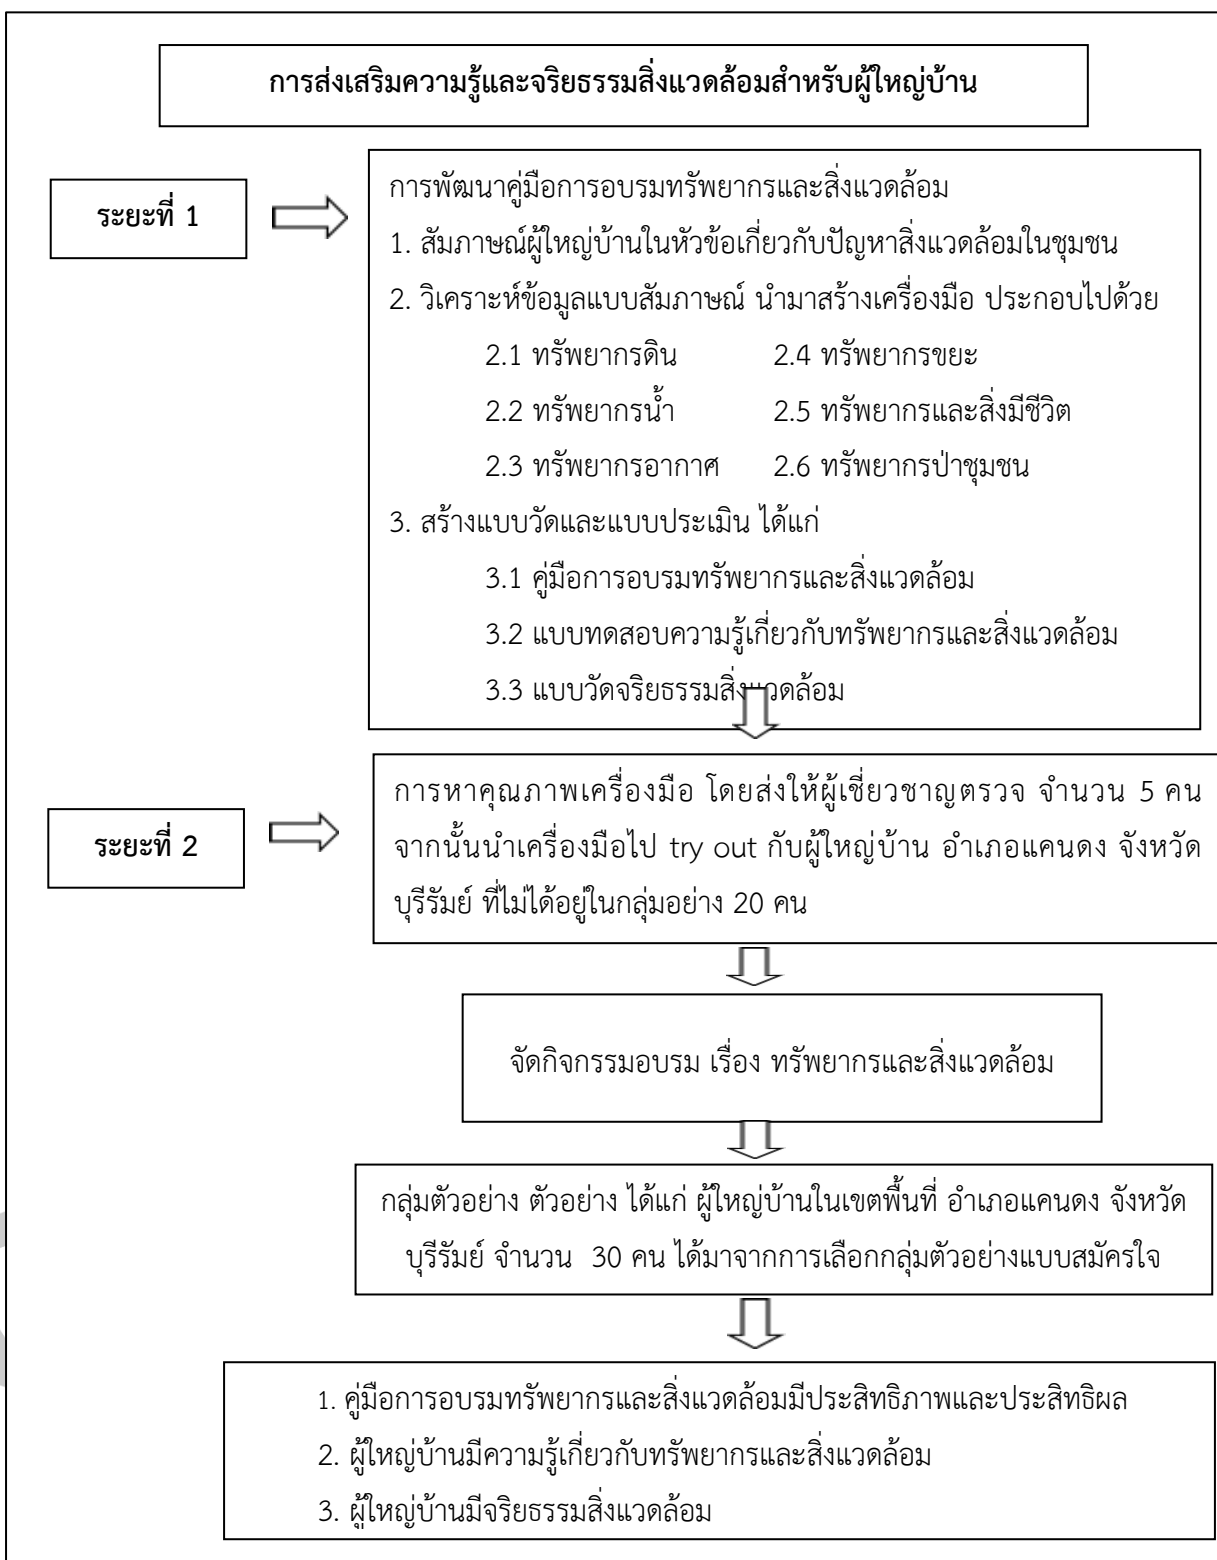 การส่งเสริมความรู้และจริยธรรมสิ่งแวดล้อมสำหรับผู้ใหญ่บ้าน
ระยะที่ 1
การพัฒนาคู่มือการอบรมทรัพยากรและสิ่งแวดล้อม
1. สัมภาษณ์ผู้ใหญ่บ้านในหัวข้อเกี่ยวกับปัญหาสิ่งแวดล้อมในชุมชน
2. วิเคราะห์ข้อมูลแบบสัมภาษณ์ นำมาสร้างเครื่องมือ ประกอบไปด้วย
2.1 ทรัพยากรดิน 2.4 ทรัพยากรขยะ
2.2 ทรัพยากรน้ำ 2.5 ทรัพยากรและสิ่งมีชีวิต
2.3 ทรัพยากรอากาศ 2.6 ทรัพยากรป่าชุมชน
3. สร้างแบบวัดและแบบประเมิน ได้แก่
3.1 คู่มือการอบรมทรัพยากรและสิ่งแวดล้อม
3.2 แบบทดสอบความรู้เกี่ยวกับทรัพยากรและสิ่งแวดล้อม
3.3 แบบวัดจริยธรรมสิ่งแวดล้อม
ระยะที่ 2
การหาคุณภาพเครื่องมือ โดยส่งให้ผู้เชี่ยวชาญตรวจ จำนวน 5 คน
จากนั้นนำเครื่องมือไป try out กับผู้ใหญ่บ้าน อำเภอแคนดง จังหวัด
บุรีรัมย์ ที่ไม่ได้อยู่ในกลุ่มอย่าง 20 คน
จัดกิจกรรมอบรม เรื่อง ทรัพยากรและสิ่งแวดล้อม
กลุ่มตัวอย่าง ตัวอย่าง ได้แก่ ผู้ใหญ่บ้านในเขตพื้นที่ อำเภอแคนดง จังหวัด
บุรีรัมย์ จำนวน 30 คน ได้มาจากการเลือกกลุ่มตัวอย่างแบบสมัครใจ
1. คู่มือการอบรมทรัพยากรและสิ่งแวดล้อมมีประสิทธิภาพและประสิทธิผล
2. ผู้ใหญ่บ้านมีความรู้เกี่ยวกับทรัพยากรและสิ่งแวดล้อม
3. ผู้ใหญ่บ้านมีจริยธรรมสิ่งแวดล้อม